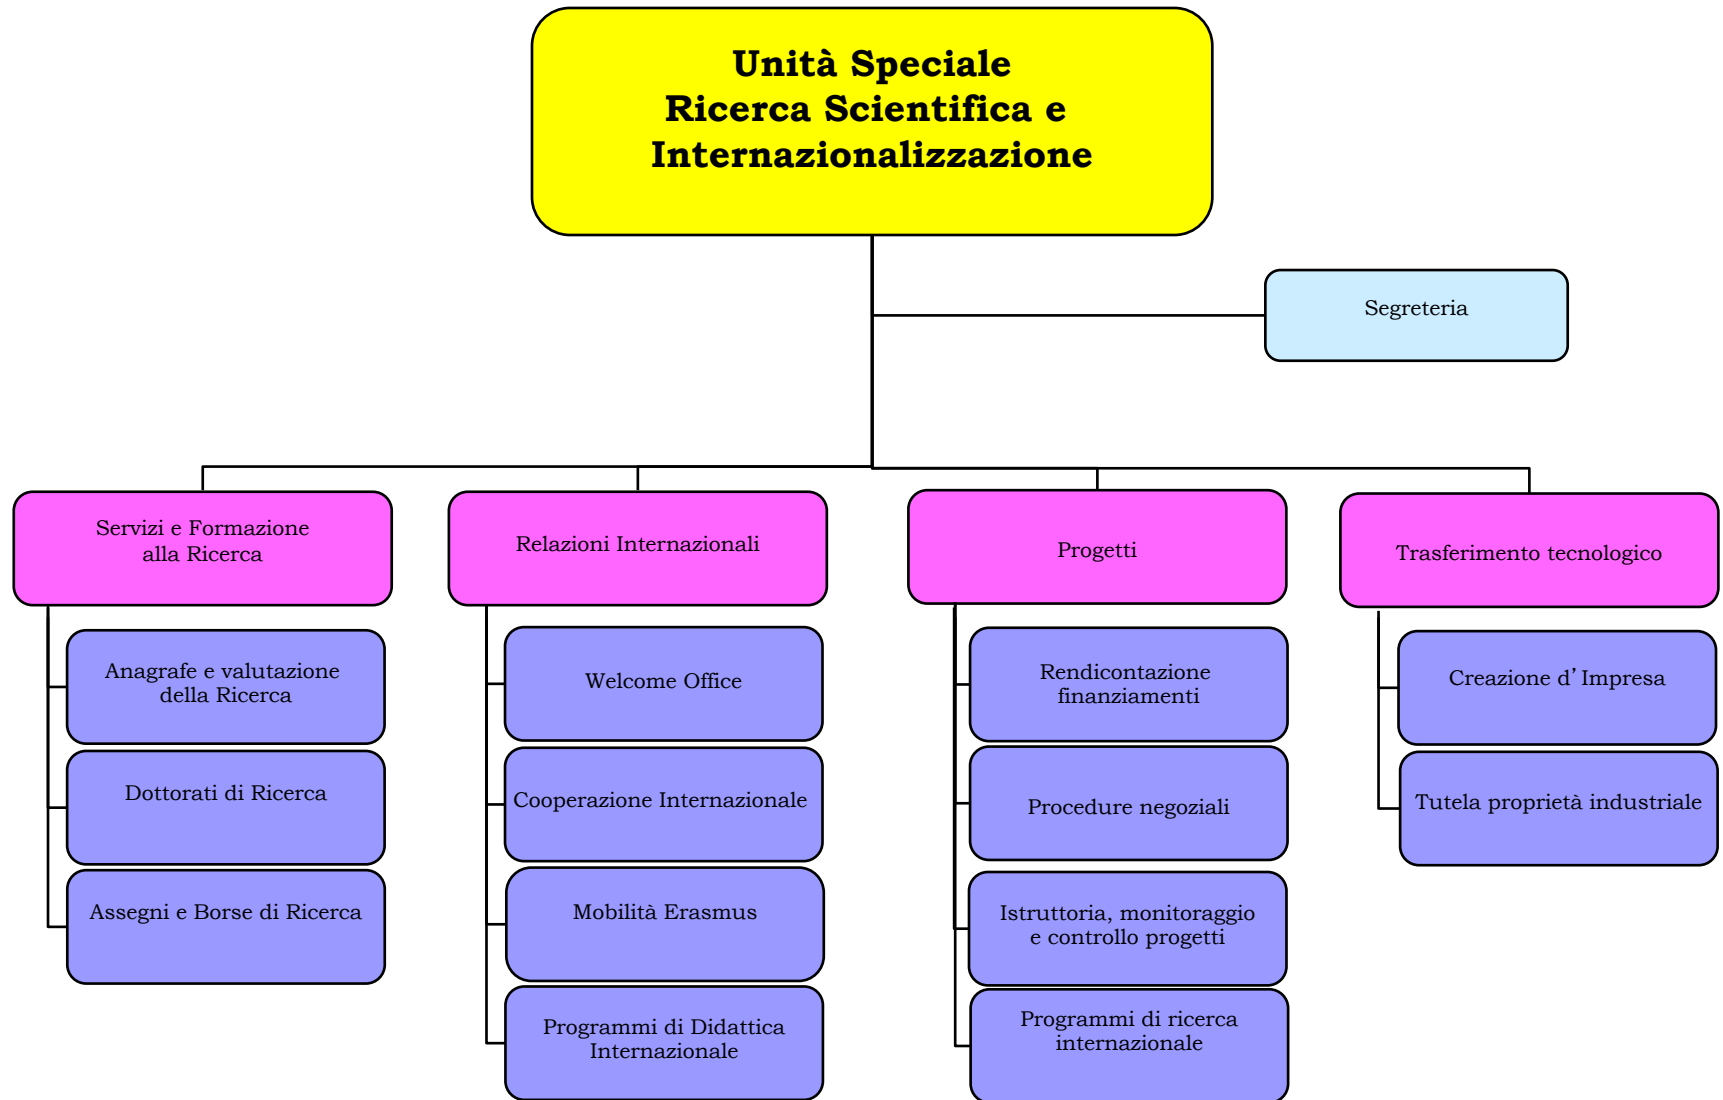 Unità Speciale
Ricerca Scientifica e
Internazionalizzazione
Segreteria
Servizi e Formazione
alla Ricerca
Anagrafe e valutazione
della Ricerca
Dottorati di Ricerca
Assegni e Borse di Ricerca
Relazioni Internazionali
Welcome Office
Cooperazione Internazionale
Mobilità Erasmus
Programmi di Didattica
Internazionale
Progetti
Rendicontazione
finanziamenti
Procedure negoziali
Istruttoria, monitoraggio
e controllo progetti
Programmi di ricerca
internazionale
Trasferimento tecnologico
Creazione d’Impresa
Tutela proprietà industriale